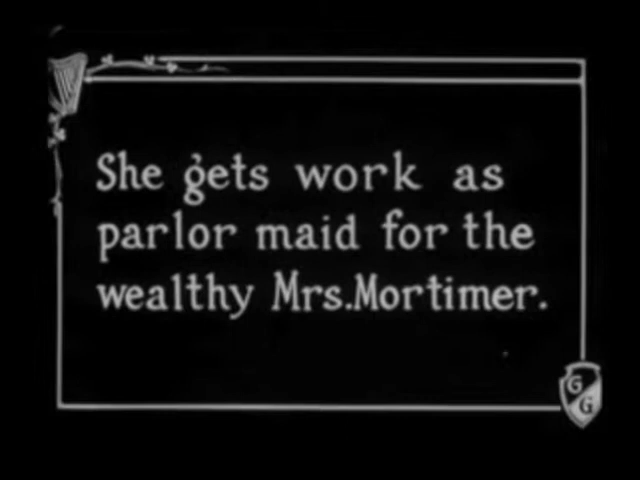 She gets work as
parlor maid for the
wealthy Mrs.Mortimer.
G
G